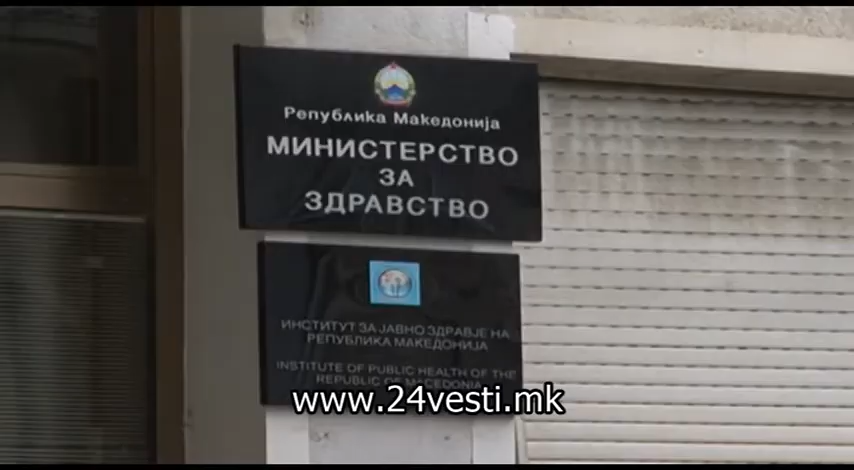 Република Македонија
МИНИСТЕРСТВО
ЗА
ЗДРАВСТВО
ИНСТИТУТ ЗА ЈАВНО ЗДРАВЈЕ НА
РЕПУБЛИКА МАКЕДОНИЈА
INSTITUTE OF PUBLIC HEALTH OF THE
REPUBLIC OF MACEDONIA
www.24vesti.mk